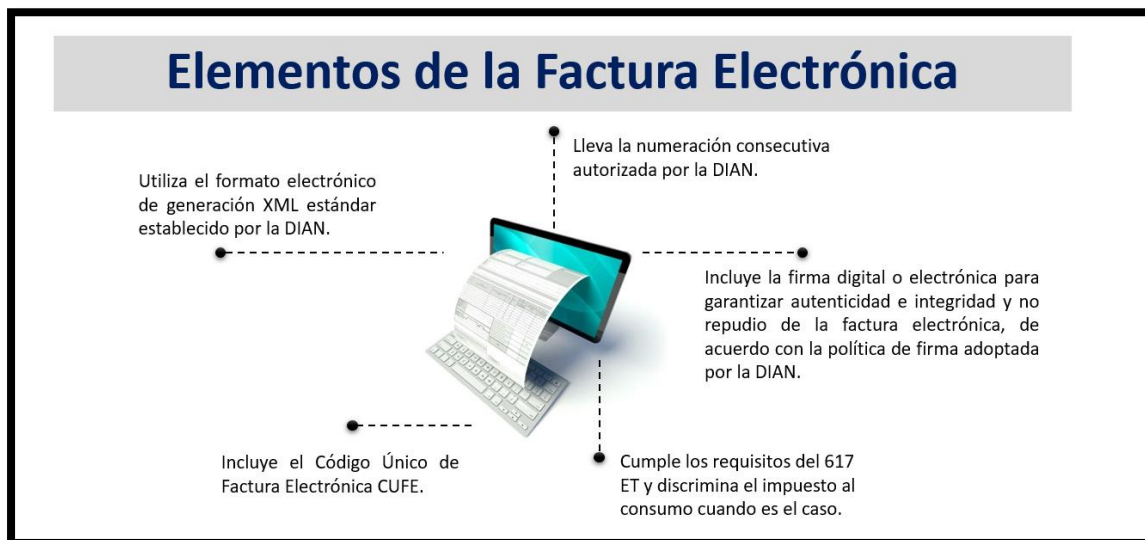 Elementos de la Factura Electrónica
Lleva la numeración consecutiva
autorizada por la DIAN.
Utiliza el formato electrónico
de generación XML estándar
establecido por la DIAN.
Incluye la firma digital o electrónica para
garantizar autenticidad e integridad y no
repudio de la factura electrónica, de
acuerdo con la política de firma adoptada
por la DIAN.
Incluye el Código Único de
Factura Electrónica CUFE.
Cumple los requisitos del 617
ET y discrimina el impuesto al
consumo cuando es el caso.